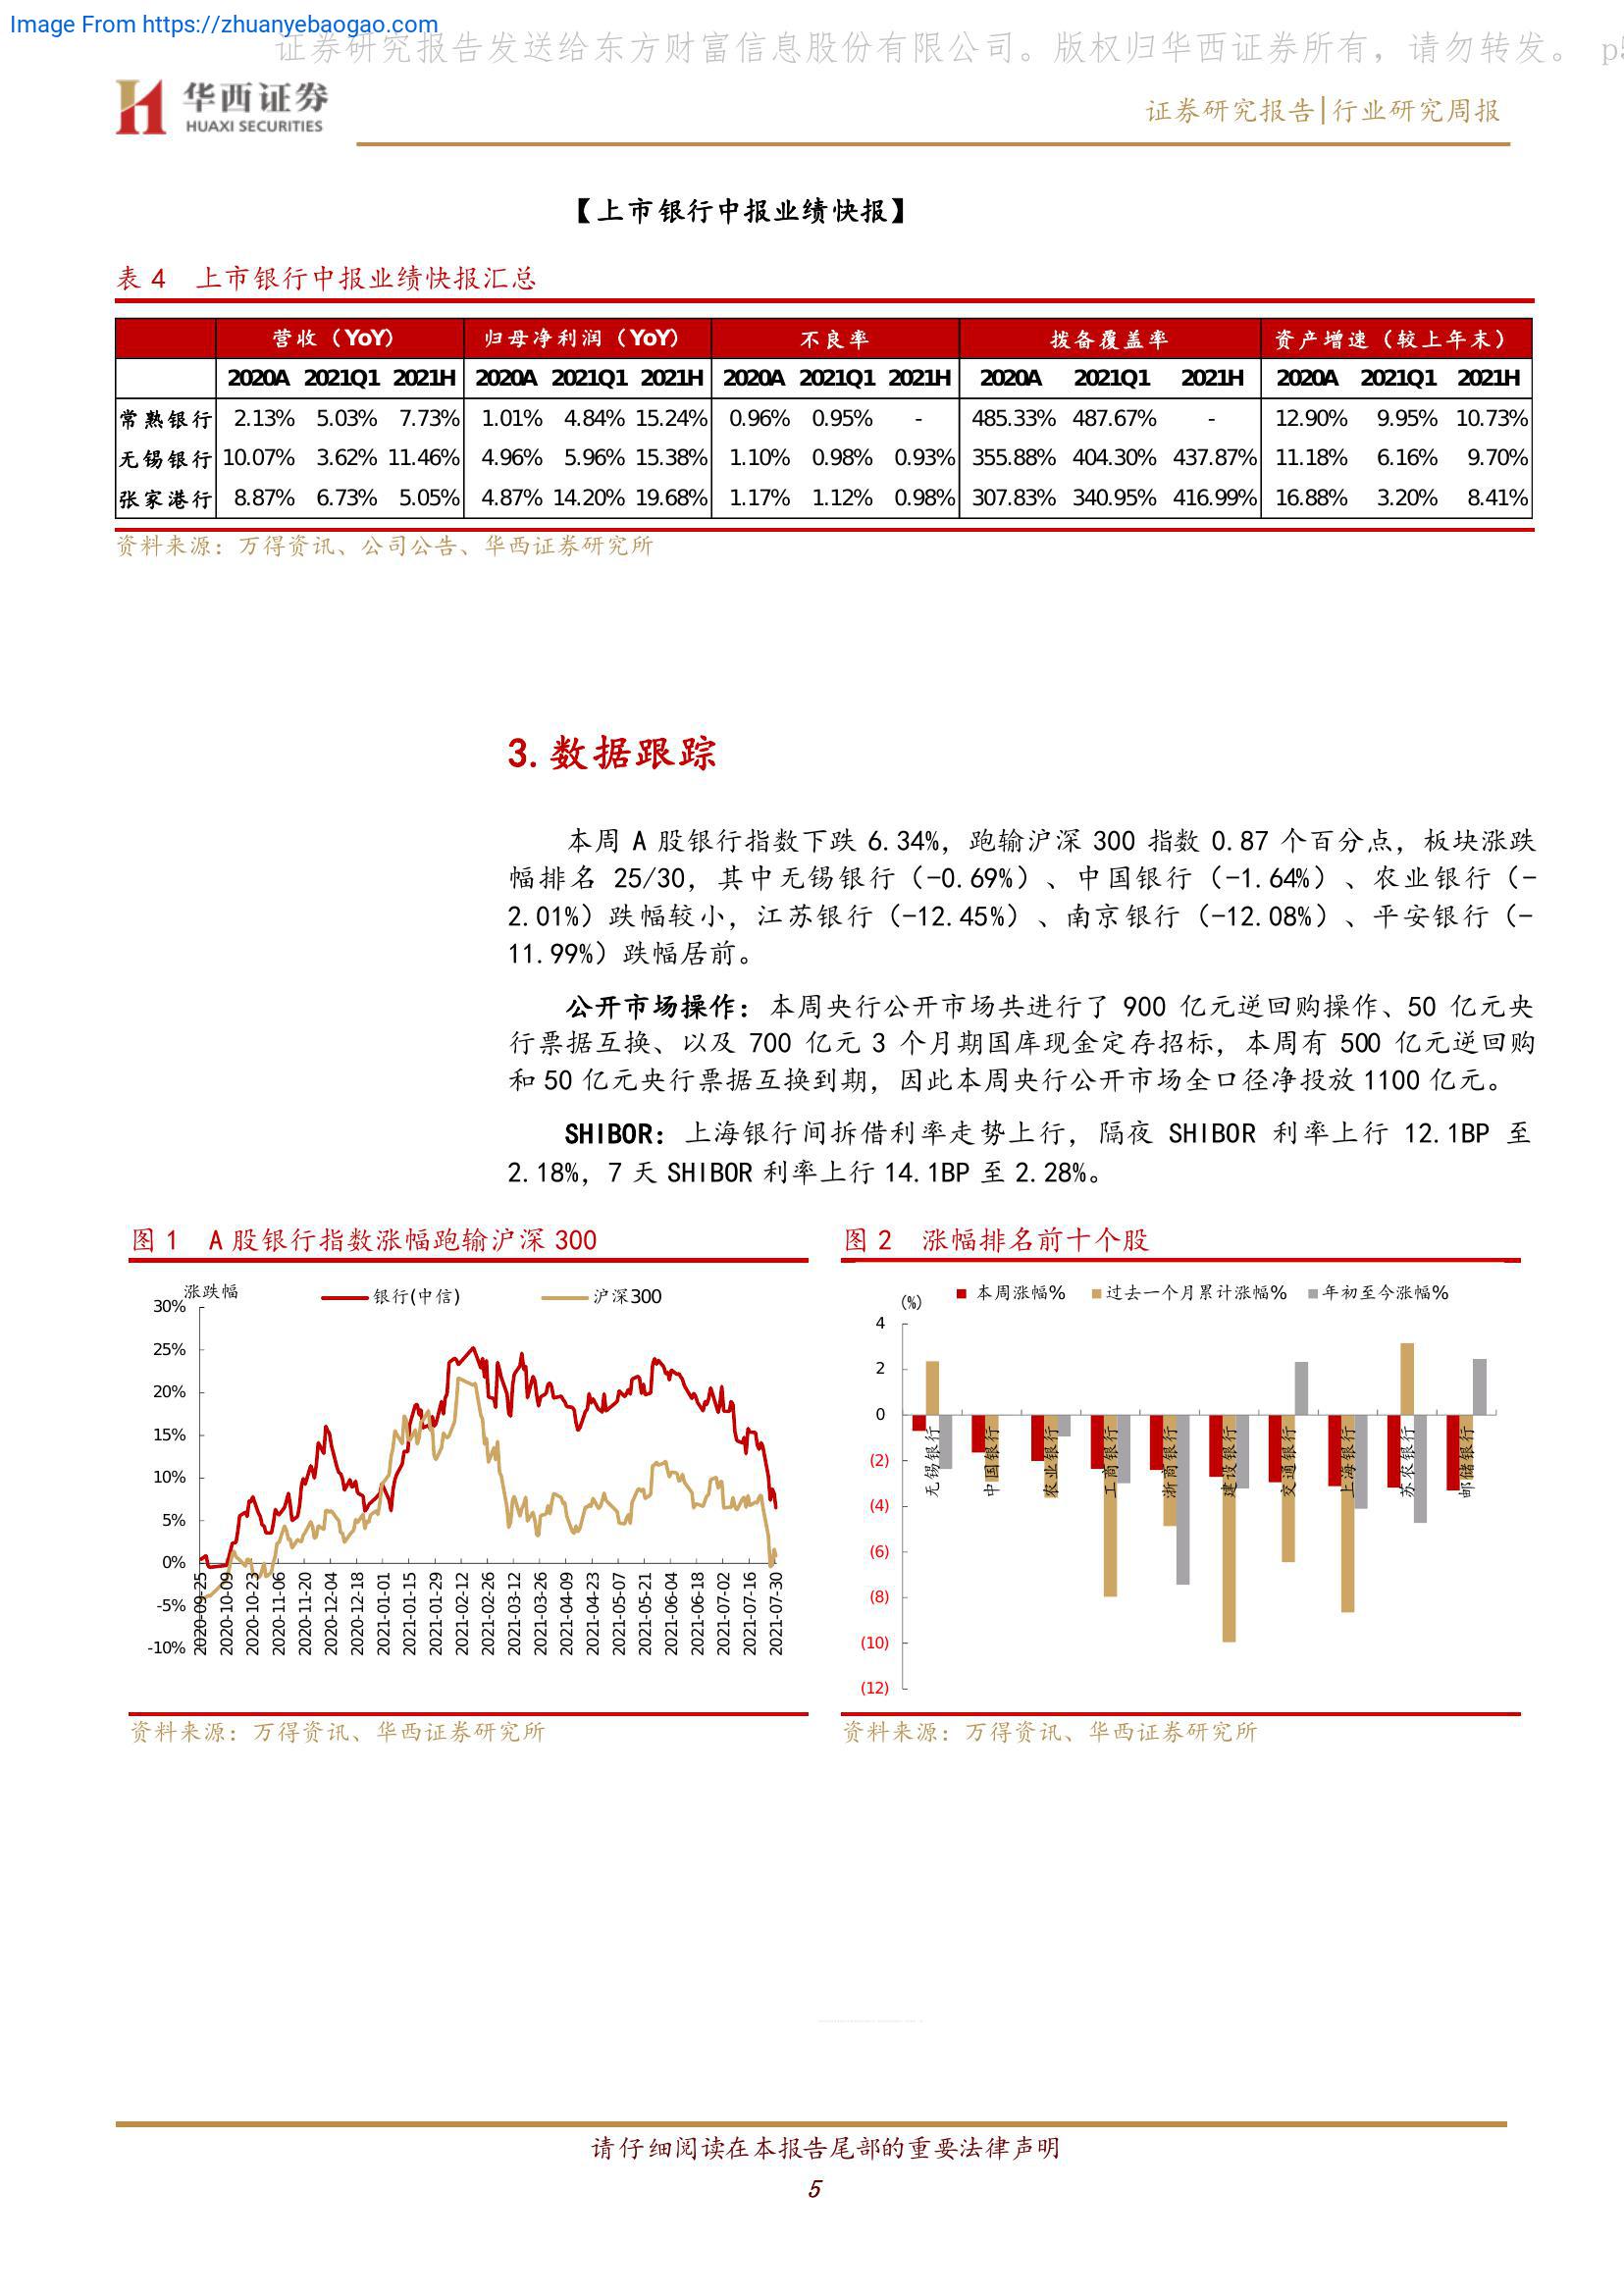 Image From https://zhuanyebaogao.com
证券研究报告发送给东方财富信息股份有限公司。版权归华西证券所有，请勿转发。 p5
华西证券
HUAXI SECURITIES
证券研究报告|行业研究周报
【上市银行中报业绩快报】
表 4 上市银行中报业绩快报汇总
营收（YoY） 归母净利润（YoY） 不良率 拨备覆盖率 资产增速（较上年末）
2020A 2021Q1 2021H 2020A 2021Q1 2021H 2020A 2021Q1 2021H 2020A 2021Q1 2021H 2020A 2021Q1 2021H
常熟银行 2.13% 5.03% 7.73% 1.01% 4.84% 15.24% 0.96% 0.95% - 485.33% 487.67% - 12.90% 9.95% 10.73%
无锡银行 10.07% 3.62% 11.46% 4.96% 5.96% 15.38% 1.10% 0.98% 0.93% 355.88% 404.30% 437.87% 11.18% 6.16% 9.70%
张家港行 8.87% 6.73% 5.05% 4.87% 14.20% 19.68% 1.17% 1.12% 0.98% 307.83% 340.95% 416.99% 16.88% 3.20% 8.41%
资料来源：万得资讯、公司公告、华西证券研究所
3. 数据跟踪
本周 A 股银行指数下跌 6.34%，跑输沪深 300 指数 0.87 个百分点，板块涨跌
幅排名 25/30，其中无锡银行（-0.69%）、中国银行（-1.64%）、农业银行（-
2.01%）跌幅较小，江苏银行（-12.45%）、南京银行（-12.08%）、平安银行（-
11.99%）跌幅居前。
公开市场操作：本周央行公开市场共进行了 900 亿元逆回购操作、50 亿元央
行票据互换、以及 700 亿元 3 个月期国库现金定存招标，本周有 500 亿元逆回购
和 50 亿元央行票据互换到期，因此本周央行公开市场全口径净投放 1100 亿元。
SHIBOR：上海银行间拆借利率走势上行，隔夜 SHIBOR 利率上行 12.1BP 至
2.18%，7 天 SHIBOR 利率上行 14.1BP 至 2.28%。
图 1 A 股银行指数涨幅跑输沪深 300
涨跌幅 银行(中信) 沪深300
30%
25%
20%
15%
10%
5%
0%
-5%
-10%
2020-09-25 2020-10-09 2020-10-23 2020-11-06 2020-11-20 2020-12-04 2020-12-18 2021-01-01 2021-01-15 2021-01-29 2021-02-12 2021-02-26 2021-03-12 2021-03-26 2021-04-09 2021-04-23 2021-05-07 2021-05-21 2021-06-04 2021-06-18 2021-07-02 2021-07-16 2021-07-30
资料来源：万得资讯、华西证券研究所
图 2 涨幅排名前十个股
(%) 本周涨幅% 过去一个月累计涨幅% 年初至今涨幅%
4
2
0
(2)
(4)
(6)
(8)
(10)
(12)
无锡银行 中国银行 农业银行 工商银行 浙商银行 建设银行 交通银行 上海银行 苏农银行 邮储银行
资料来源：万得资讯、华西证券研究所
请仔细阅读在本报告尾部的重要法律声明
5